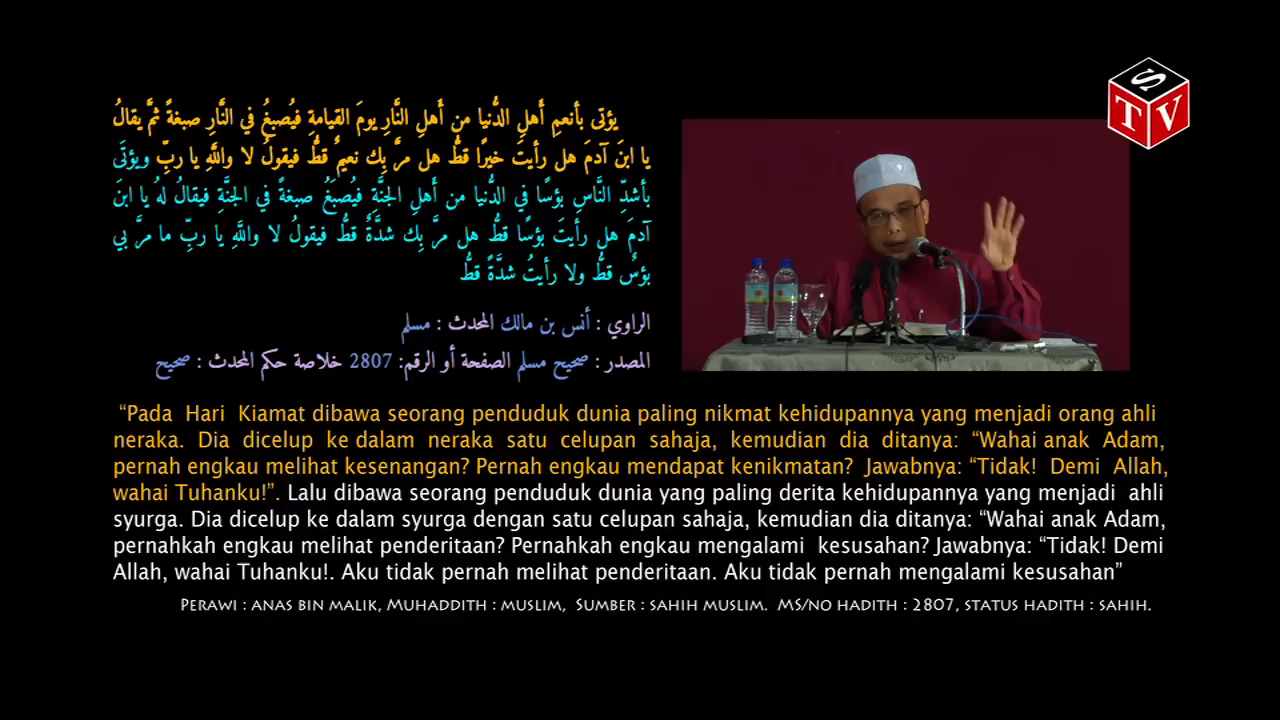 يؤتى بأنعمِ أَهلِ الدُّنيا من أَهلِ النَّارِ يومَ القِيامةِ فيُصبغُ في النَّارِ صبغةً ثمَّ يقالُ
يا ابنَ آدمَ هل رأيتَ خيرًا قطُّ هل مرَّ بِك نعيمٌ قطُّ فيقولُ لا واللَّهِ يا ربِّ ويؤتَى
بأشدِّ النَّاسِ بؤسًا في الدُّنيا من أَهلِ الجنَّةِ فيُصبَغُ صبغةً في الجنَّةِ فيقالُ لهُ يا ابنَ
آدمَ هل رأيتَ بؤسًا قطُّ هل مرَّ بِك شدَّةٌ قطُّ فيقولُ لا واللَّهِ يا ربِّ ما مرَّ بي
بؤسٌ قطُّ ولا رأيتُ شدَّةً قطُّ
الراوي : أنس بن مالك المحدث : مسلم
المصدر : صحيح مسلم الصفحة أو الرقم: 2807 خلاصة حكم المحدث : صحيح
STV
“Pada Hari Kiamat dibawa seorang penduduk dunia paling nikmat kehidupannya yang menjadi orang ahli
neraka. Dia dicelup ke dalam neraka satu celupan sahaja, kemudian dia ditanya: “Wahai anak Adam,
pernah engkau melihat kesenangan? Pernah engkau mendapat kenikmatan? Jawabnya: “Tidak! Demi Allah,
wahai Tuhanku!”. Lalu dibawa seorang penduduk dunia yang paling derita kehidupannya yang menjadi ahli
syurga. Dia dicelup ke dalam syurga dengan satu celupan sahaja, kemudian dia ditanya: “Wahai anak Adam,
pernahkah engkau melihat penderitaan? Pernahkah engkau mengalami kesusahan? Jawabnya: “Tidak! Demi
Allah, wahai Tuhanku!. Aku tidak pernah melihat penderitaan. Aku tidak pernah mengalami kesusahan”
Perawi : anas bin malik, Muhaddith : muslim, Sumber : sahih muslim. MS/no hadith : 2807, status hadith : sahih.